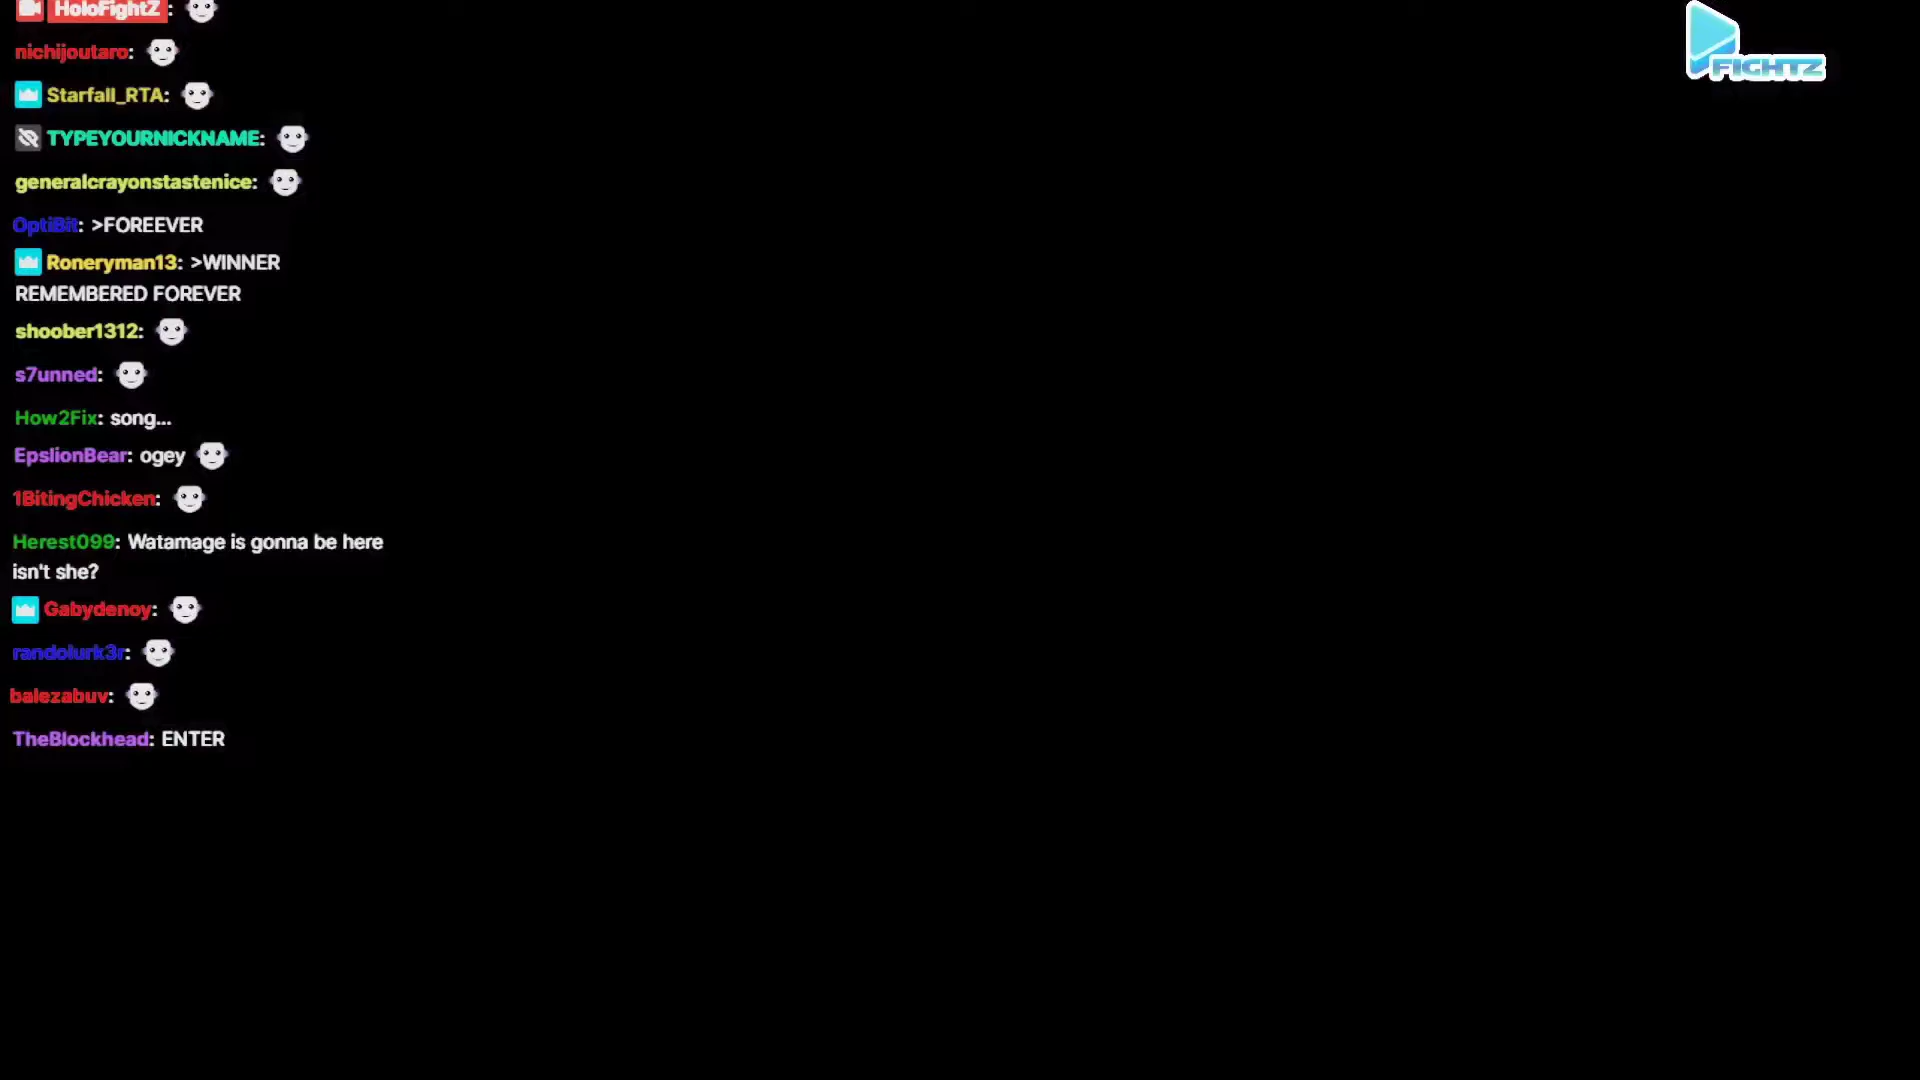 HoloFightZ:
FIGHTZ
nichijoutaro:
Starfall_RTA:
TYPEYOURNICKNAME:
generalcrayonstastenice:
OptiBit: >FOREEVER
Roneryman13: >WINNER
REMEMBERED FOREVER
shoober1312:
s7unned:
How2Fix: song...
EpslionBear: ogey
1BitingChicken:
Herest099: Watamage is gonna be here
isn't she?
Gabydenoy:
randolurk3r:
balezabuv:
TheBlockhead: ENTER